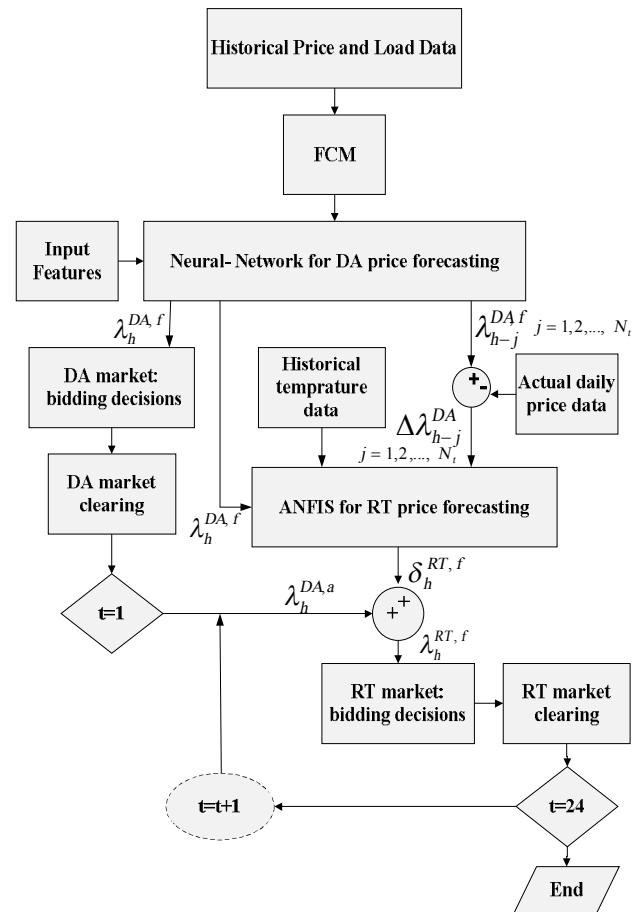 Historical Price and Load Data
FCM
Input
Features
Neural- Network for DA price forecasting
λ_h^{DA, f}
λ_{h-j}^{DA,f} j = 1,2,..., N_t
DA market:
bidding decisions
Historical
temprature
data
+ -
Actual daily
price data
Δλ_{h-j}^{DA}
j = 1,2,..., N_t
DA market
clearing
λ_h^{DA, f}
ANFIS for RT price forecasting
δ_h^{RT, f}
t=1
λ_h^{DA,a}
+ +
λ_h^{RT, f}
RT market:
bidding decisions
RT market
clearing
t=t+1
t=24
End